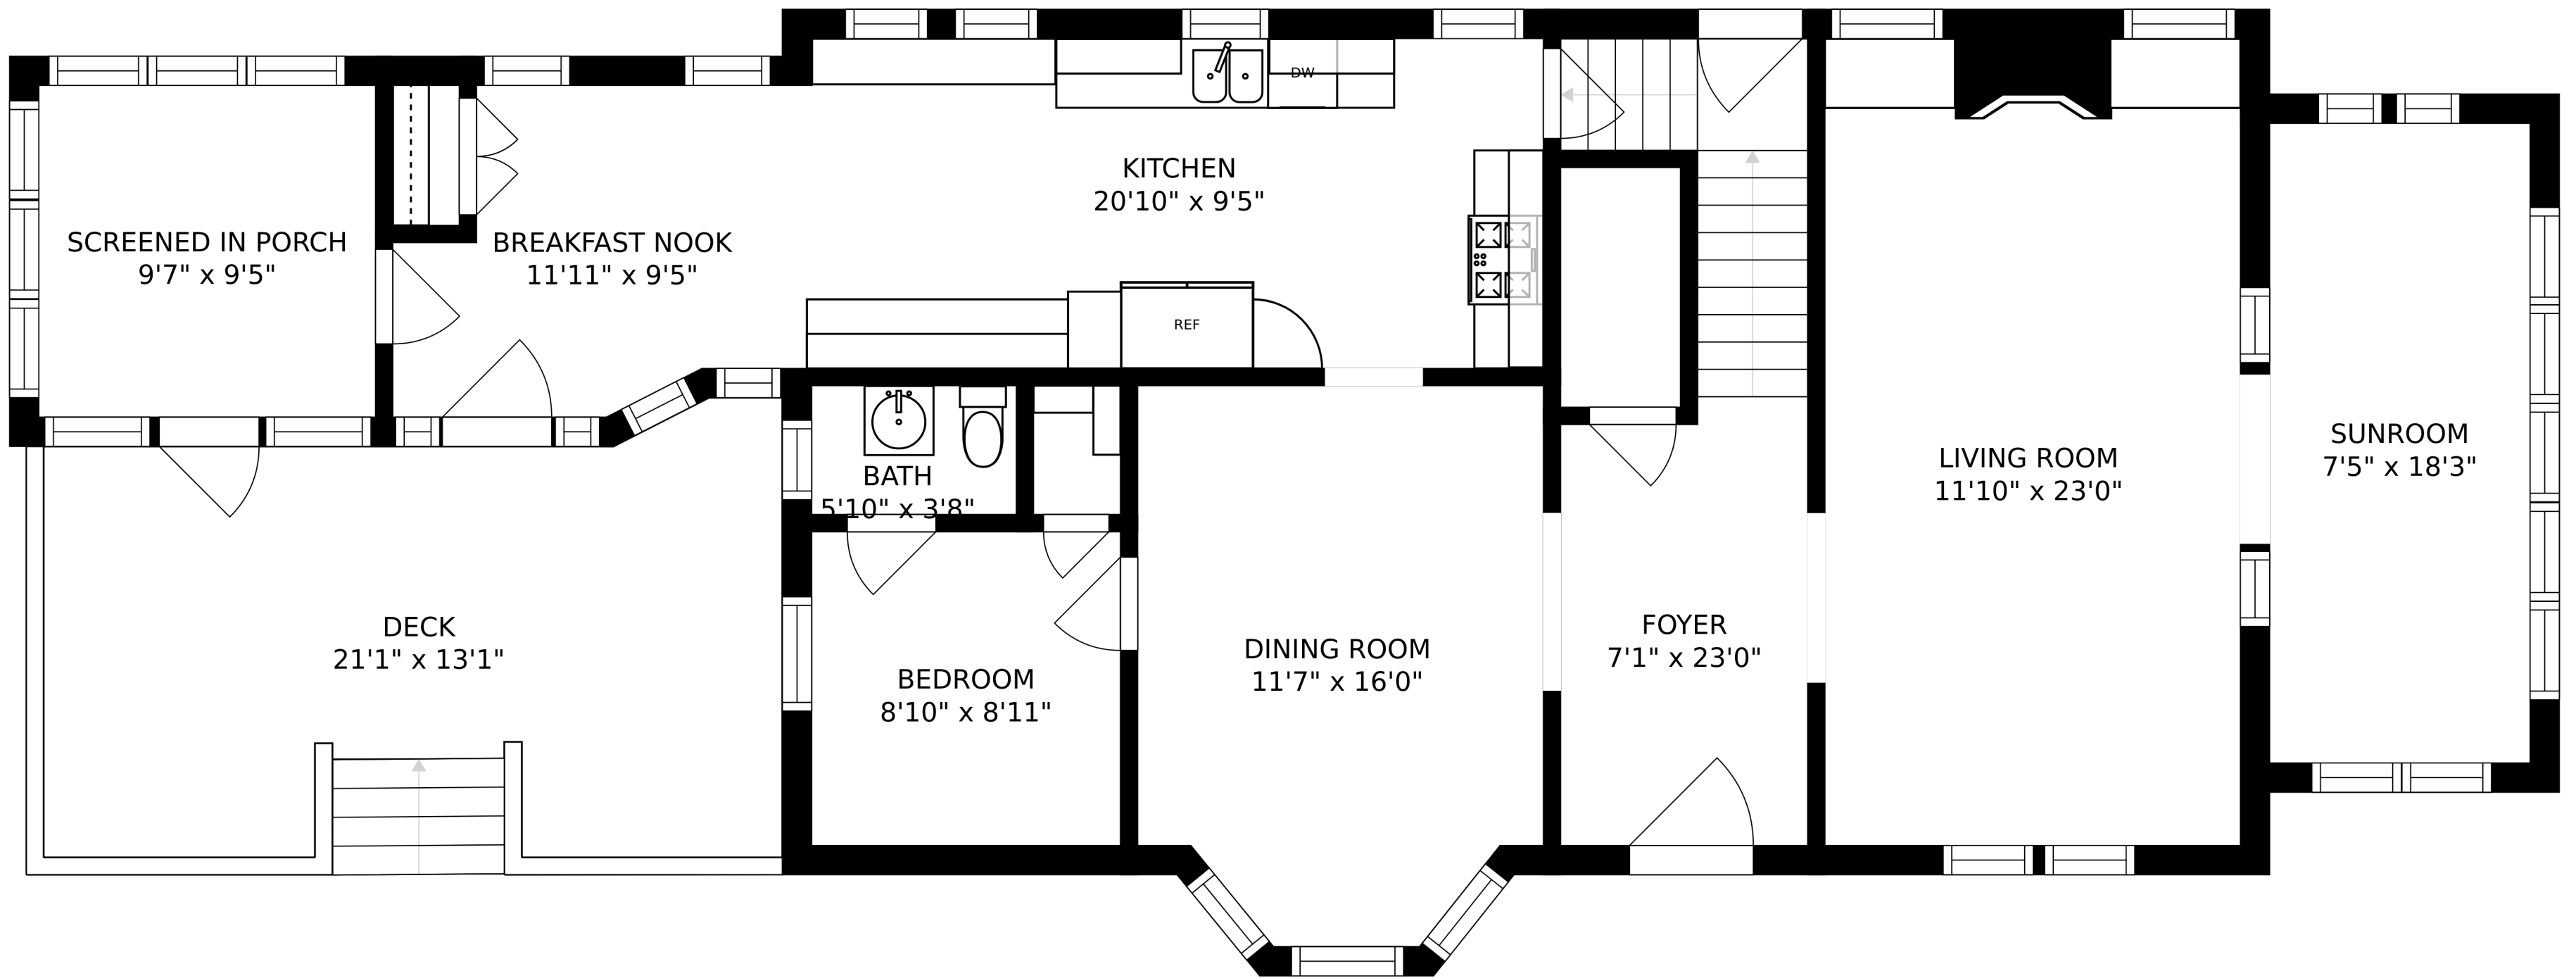 DW
KITCHEN
20'10" x 9'5"
SCREENED IN PORCH
9'7" x 9'5"
BREAKFAST NOOK
11'11" x 9'5"
REF
BATH
5'10" x 3'8"
LIVING ROOM
11'10" x 23'0"
SUNROOM
7'5" x 18'3"
DECK
21'1" x 13'1"
BEDROOM
8'10" x 8'11"
DINING ROOM
11'7" x 16'0"
FOYER
7'1" x 23'0"